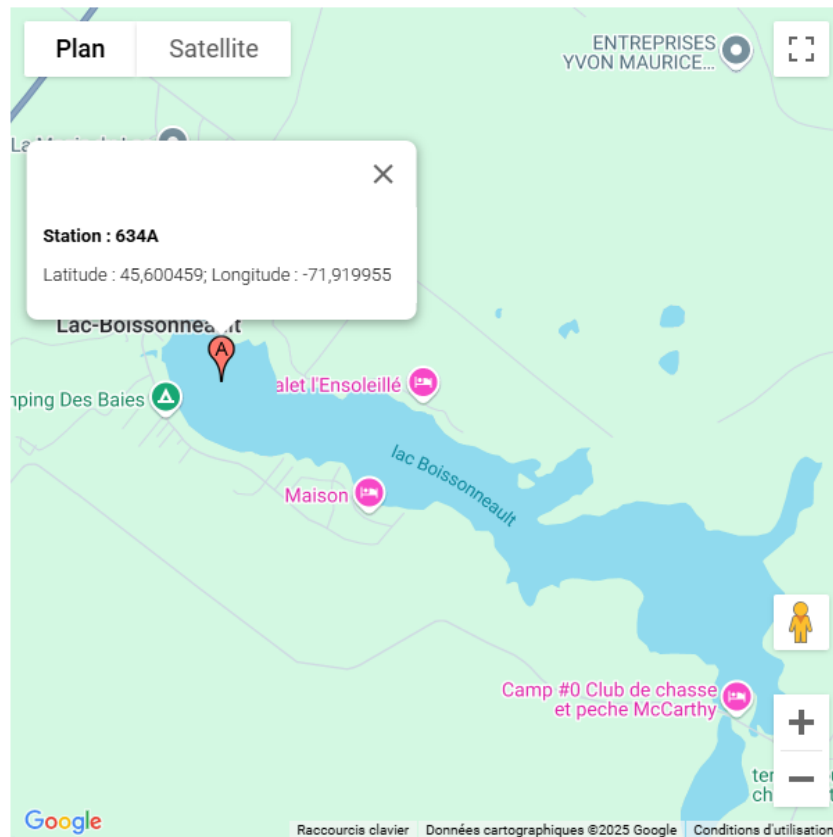 Plan
Satellite
ENTREPRISES
YVON MAURICE...
Station : 634A
Latitude : 45,600459; Longitude : -71,919955
Lac-Boissonneault
A
alet l'Ensoleillé
nping Des Baies
lac Boissonneault
Maison
Camp #0 Club de chasse
et peche McCarthy
Google
Raccourcis clavier
Données cartographiques ©2025 Google
Conditions d'utilisation